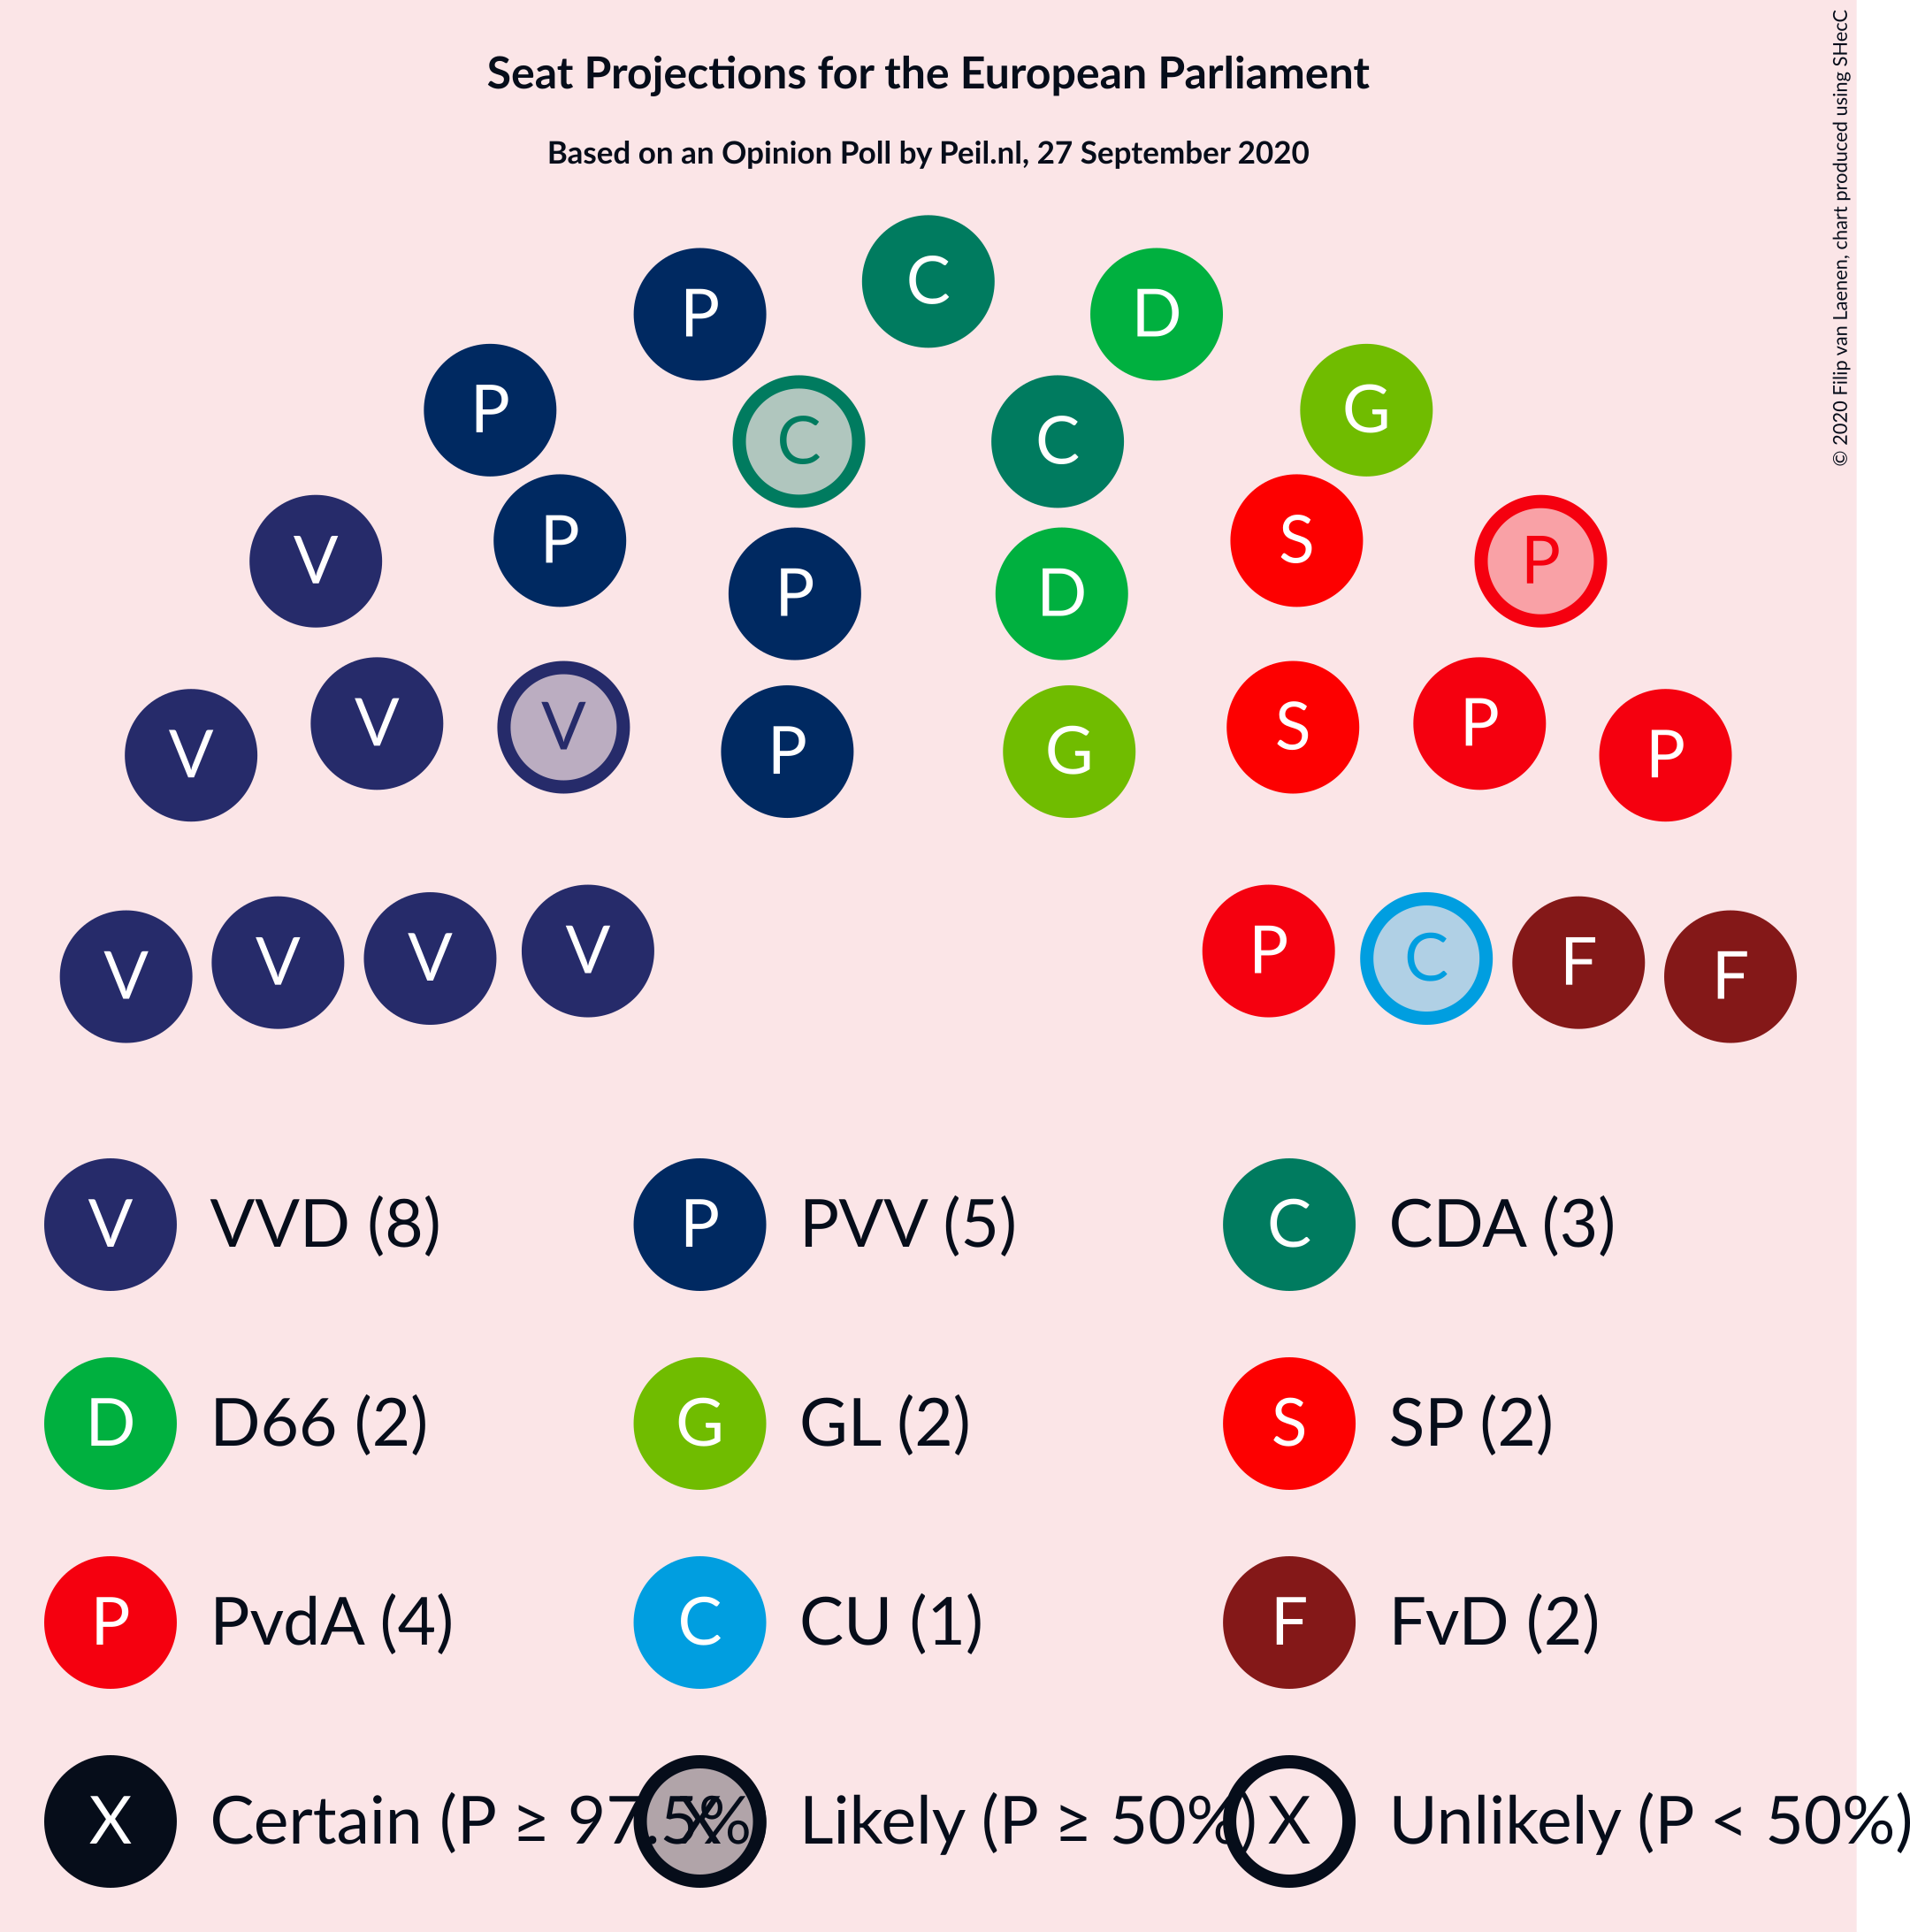 Seat Projections for the European Parliament
Based on an Opinion Poll by Peil.nl, 27 September 2020
© 2020 Filip van Laenen, chart produced using SHecC
C
P D
P G
C C
V P S P
P D
V V V P G S P P
V V V V P C F F
V VVD (8) P PVV (5) C CDA (3)
D D66 (2) G GL (2) S SP (2)
P PvdA (4) C CU (1) F FvD (2)
X Certain (P ≥ 97.5% X Likely (P ≥ 50%) X Unlikely (P < 50%)